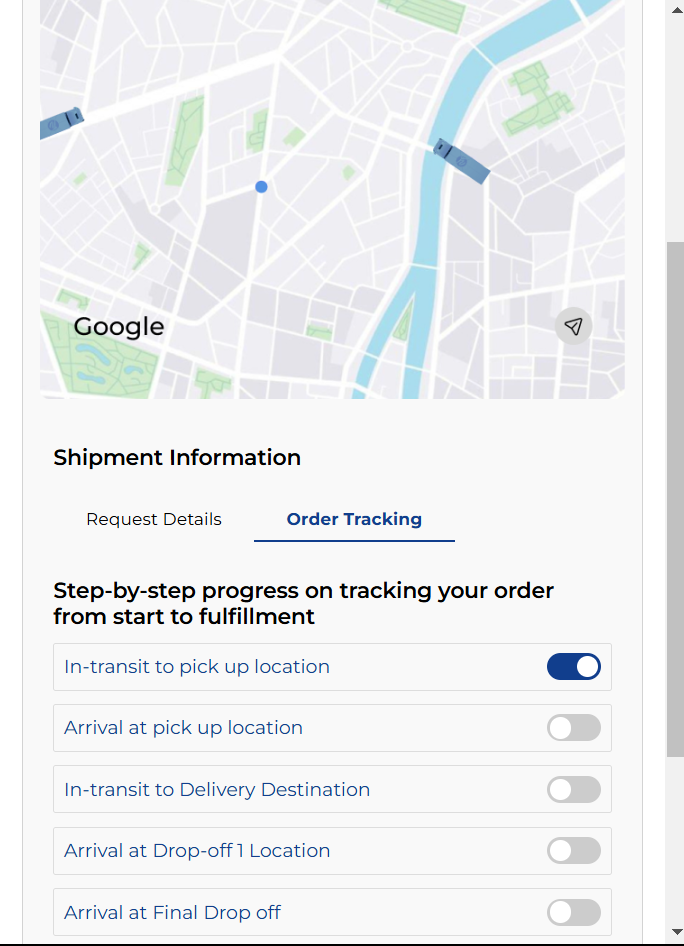 Google
Shipment Information
Request Details
Order Tracking
Step-by-step progress on tracking your order
from start to fulfillment
In-transit to pick up location
Arrival at pick up location
In-transit to Delivery Destination
Arrival at Drop-off 1 Location
Arrival at Final Drop off